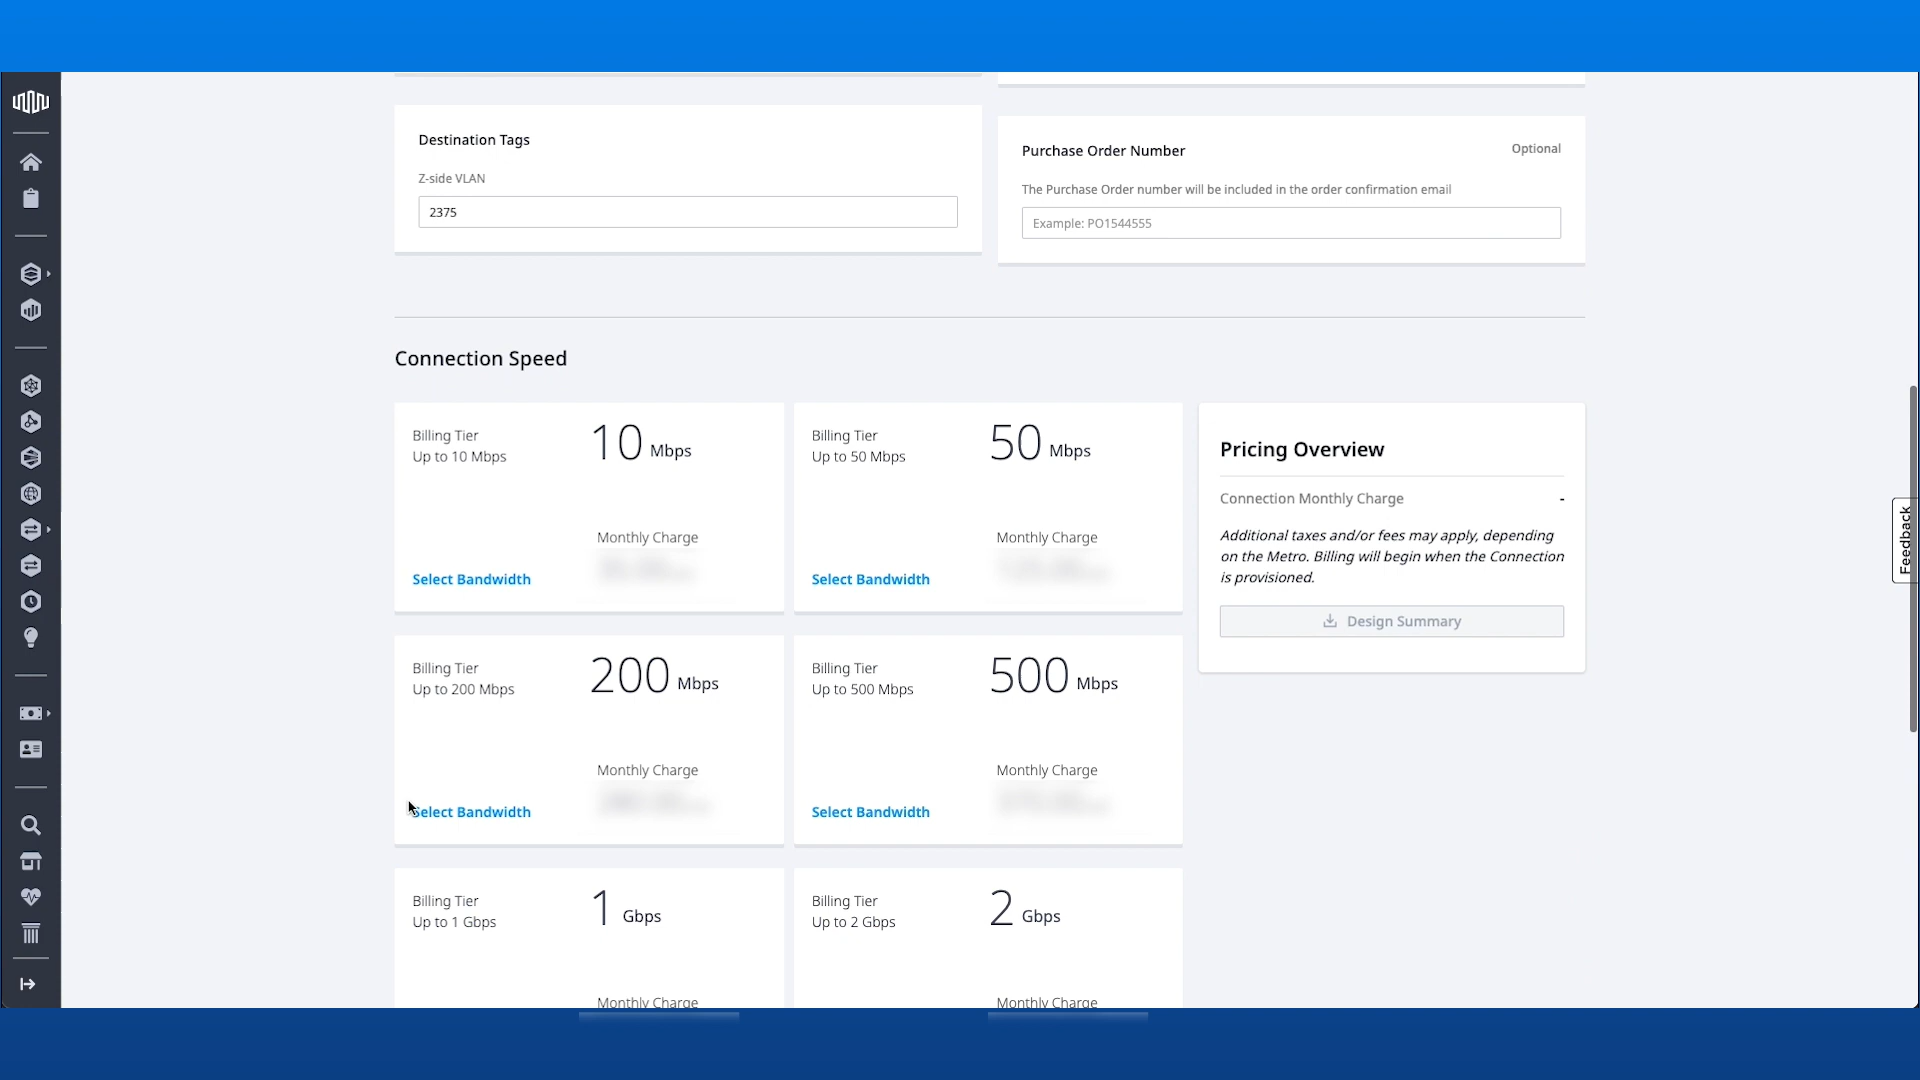 Destination Tags
Z-side VLAN
2375
Purchase Order Number
Optional
The Purchase Order number will be included in the order confirmation email
Example: PO1544555
Connection Speed
Billing Tier
Up to 10 Mbps
10 Mbps
Monthly Charge
Select Bandwidth
Billing Tier
Up to 50 Mbps
50 Mbps
Monthly Charge
Select Bandwidth
Pricing Overview
Connection Monthly Charge -
Additional taxes and/or fees may apply, depending
on the Metro. Billing will begin when the Connection
is provisioned.
Design Summary
Feedback
Billing Tier
Up to 200 Mbps
200 Mbps
Monthly Charge
Select Bandwidth
Billing Tier
Up to 500 Mbps
500 Mbps
Monthly Charge
Select Bandwidth
Billing Tier
Up to 1 Gbps
1 Gbps
Monthly Charge
Billing Tier
Up to 2 Gbps
2 Gbps
Monthly Charge